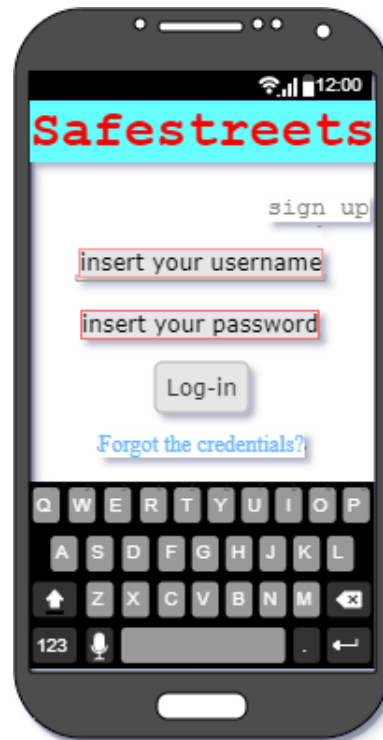 12:00
Safestreets
sign up
insert your username
insert your password
Log-in
Forgot the credentials?
Q W E R T Y U I O P
A S D F G H J K L
Z X C V B N M
123 .